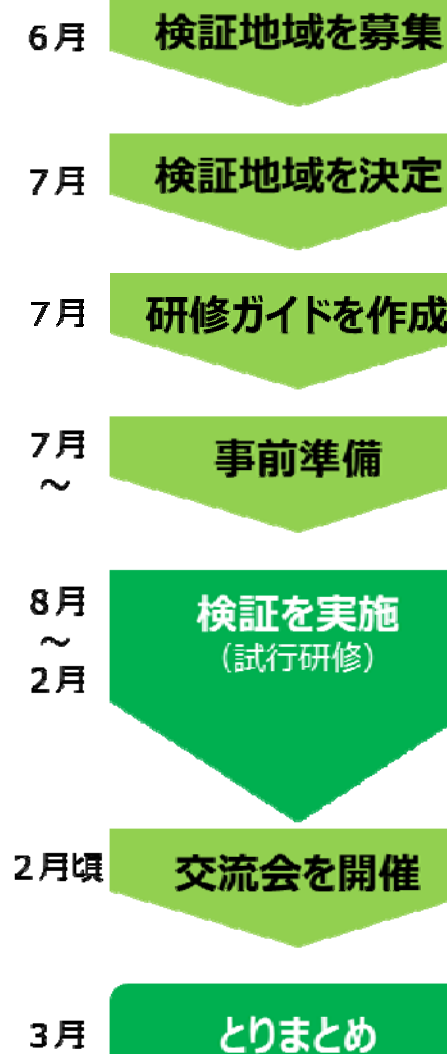 6月
検証地域を募集
7月
検証地域を決定
7月
研修ガイドを作成
7月
～
事前準備
8月
～
2月
検証を実施
（試行研修）
2月頃
交流会を開催
3月
とりまとめ